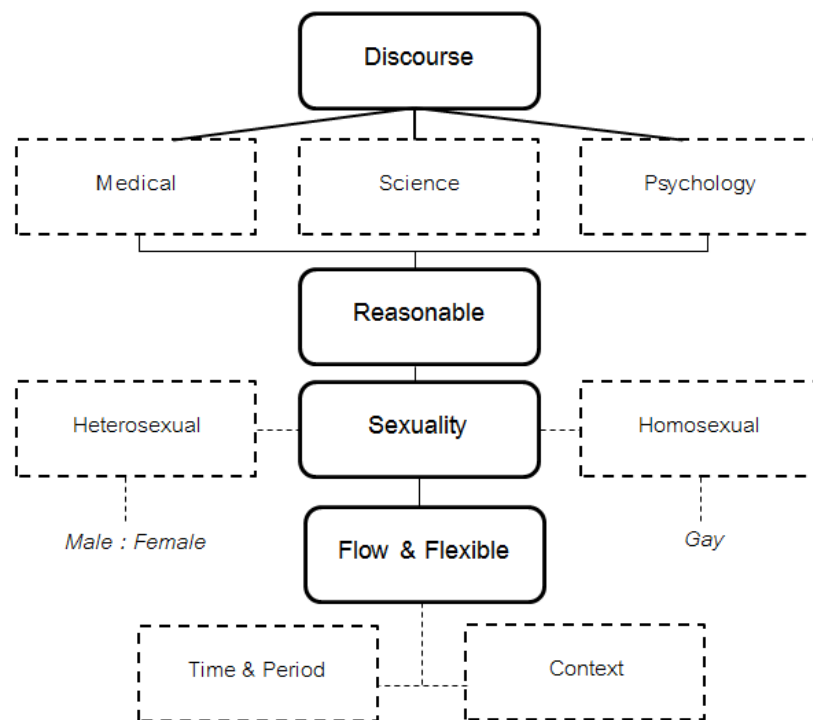 Discourse
Medical
Science
Psychology
Reasonable
Heterosexual
Sexuality
Homosexual
Male : Female
Flow & Flexible
Gay
Time & Period
Context